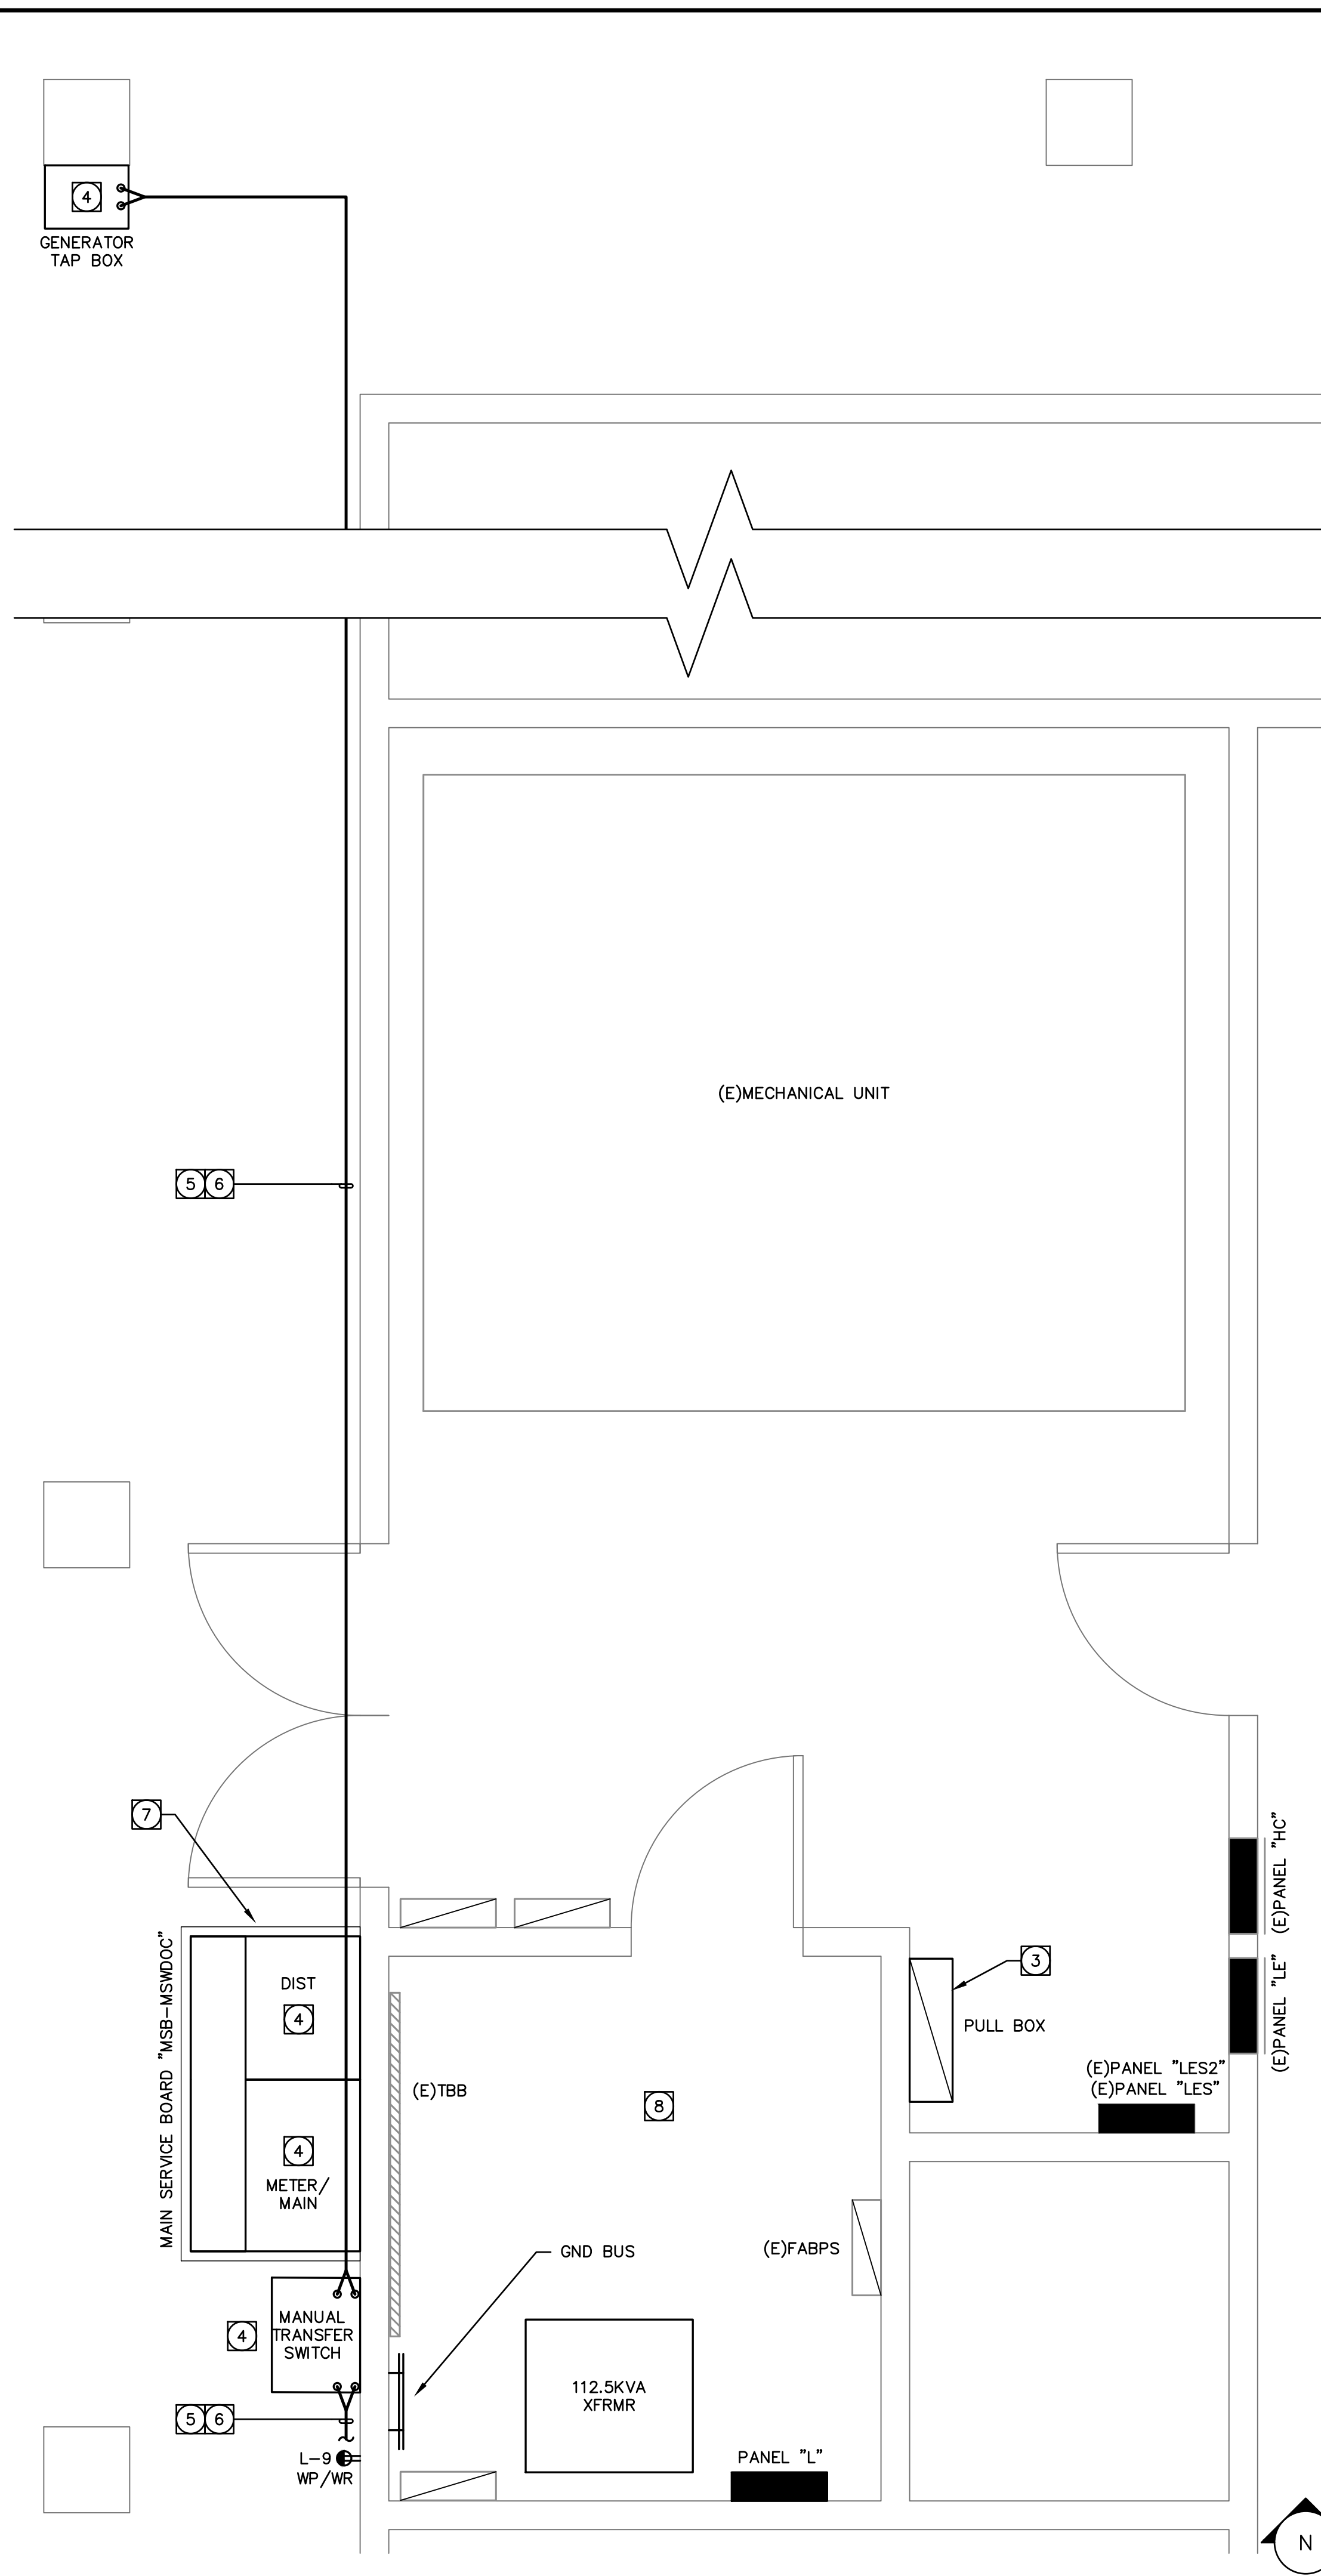 4
GENERATOR
TAP BOX
(E)MECHANICAL UNIT
5 6
7
(E)PANEL "HC"
MAIN SERVICE BOARD "MSB-MSWDOC"
DIST
4
3
PULL BOX
(E)PANEL "LE"
(E)PANEL "LES2"
(E)PANEL "LES"
(E)TBB
8
4
METER/
MAIN
GND BUS
(E)FABPS
MANUAL
TRANSFER
SWITCH
4
112.5KVA
XFRMR
5 6
L-9
WP/WR
PANEL "L"
N